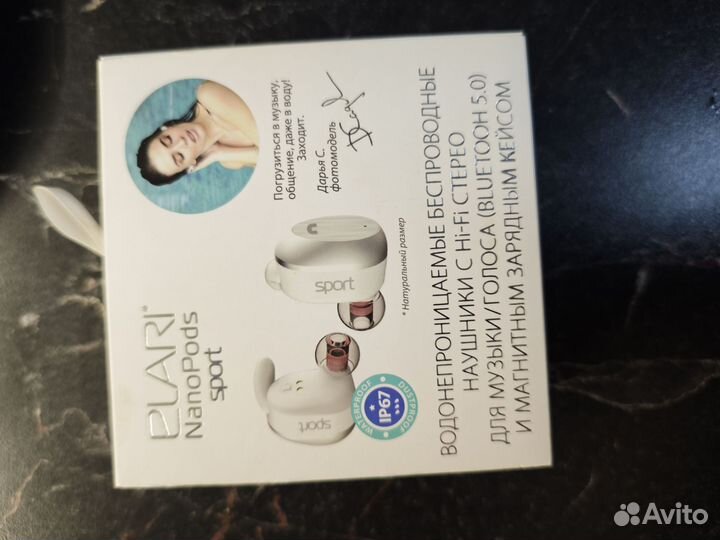 ELARI®
NanoPods
sport
Погрузиться в музыку,
общение, даже в воду!
Заходит.
Дарья С.
фотомодель
sport
sport
* Натуральный размер
WATERPROOF
IP67
DUSTPROOF
ВОДОНЕПРОНИЦАЕМЫЕ БЕСПРОВОДНЫЕ
НАУШНИКИ С Hi-Fi СТЕРЕО
ДЛЯ МУЗЫКИ/ГОЛОСА (BLUETOOH 5.0)
И МАГНИТНЫМ ЗАРЯДНЫМ КЕЙСОМ
Avito